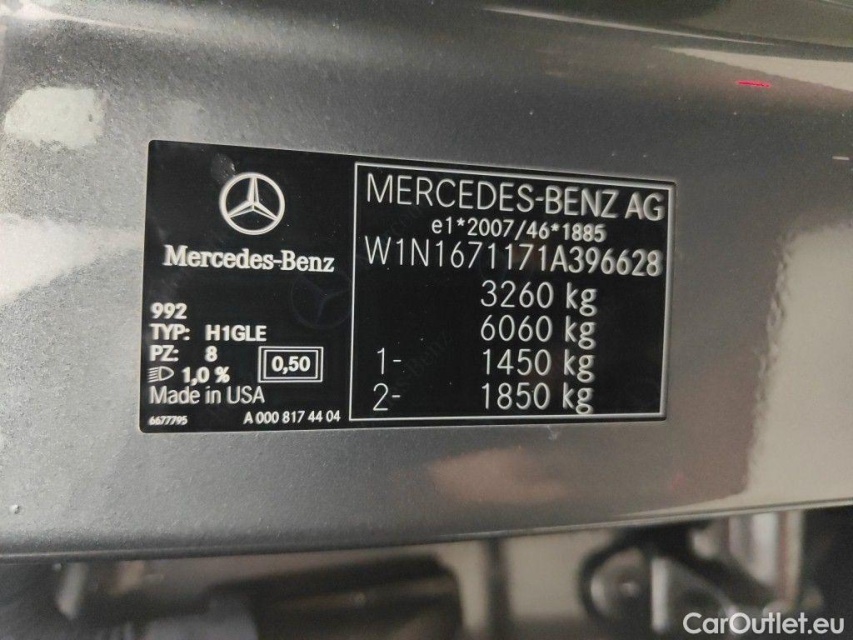 Mercedes-Benz
992
TYP: H1GLE
PZ: 8
1,0 % 0,50
Made in USA
6677795 A 000 817 44 04
MERCEDES-BENZ AG
e1*2007/46*1885
W1N1671171A396628
3260 kg
6060 kg
1- 1450 kg
2- 1850 kg
CarOutlet.eu